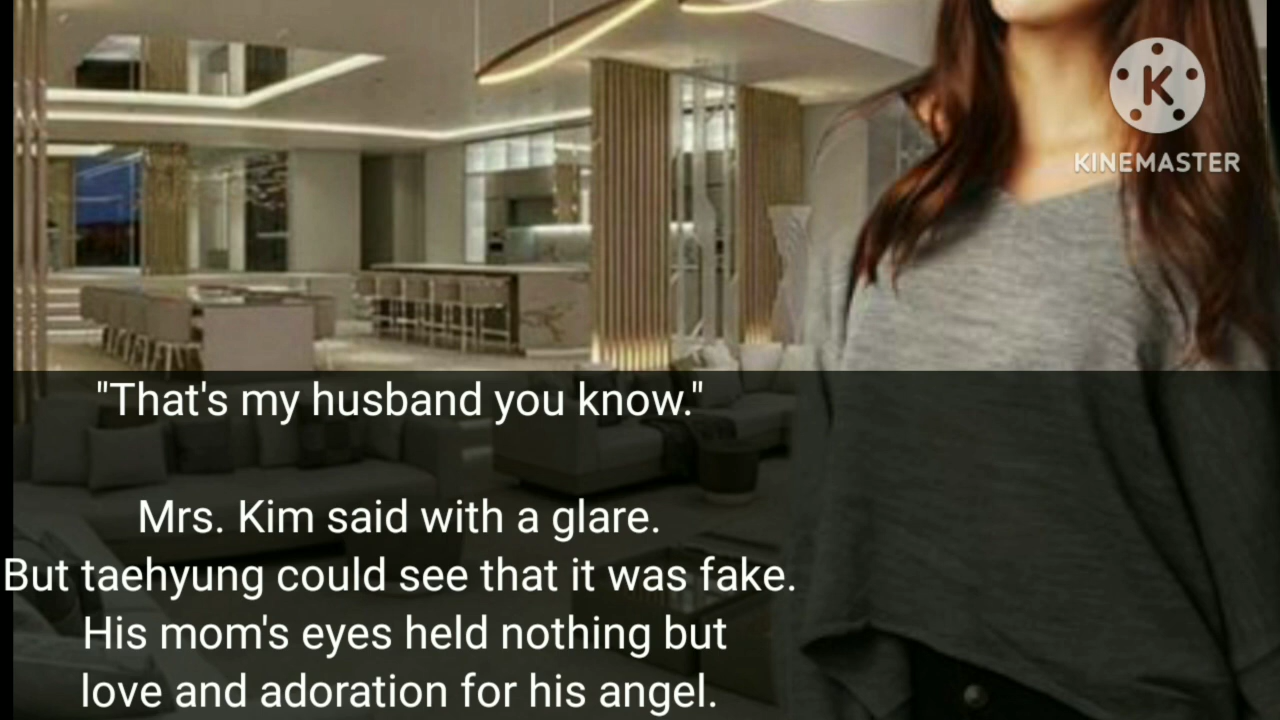 K
KINEMASTER
"That's my husband you know."
Mrs. Kim said with a glare.
But taehyung could see that it was fake.
His mom's eyes held nothing but
love and adoration for his angel.